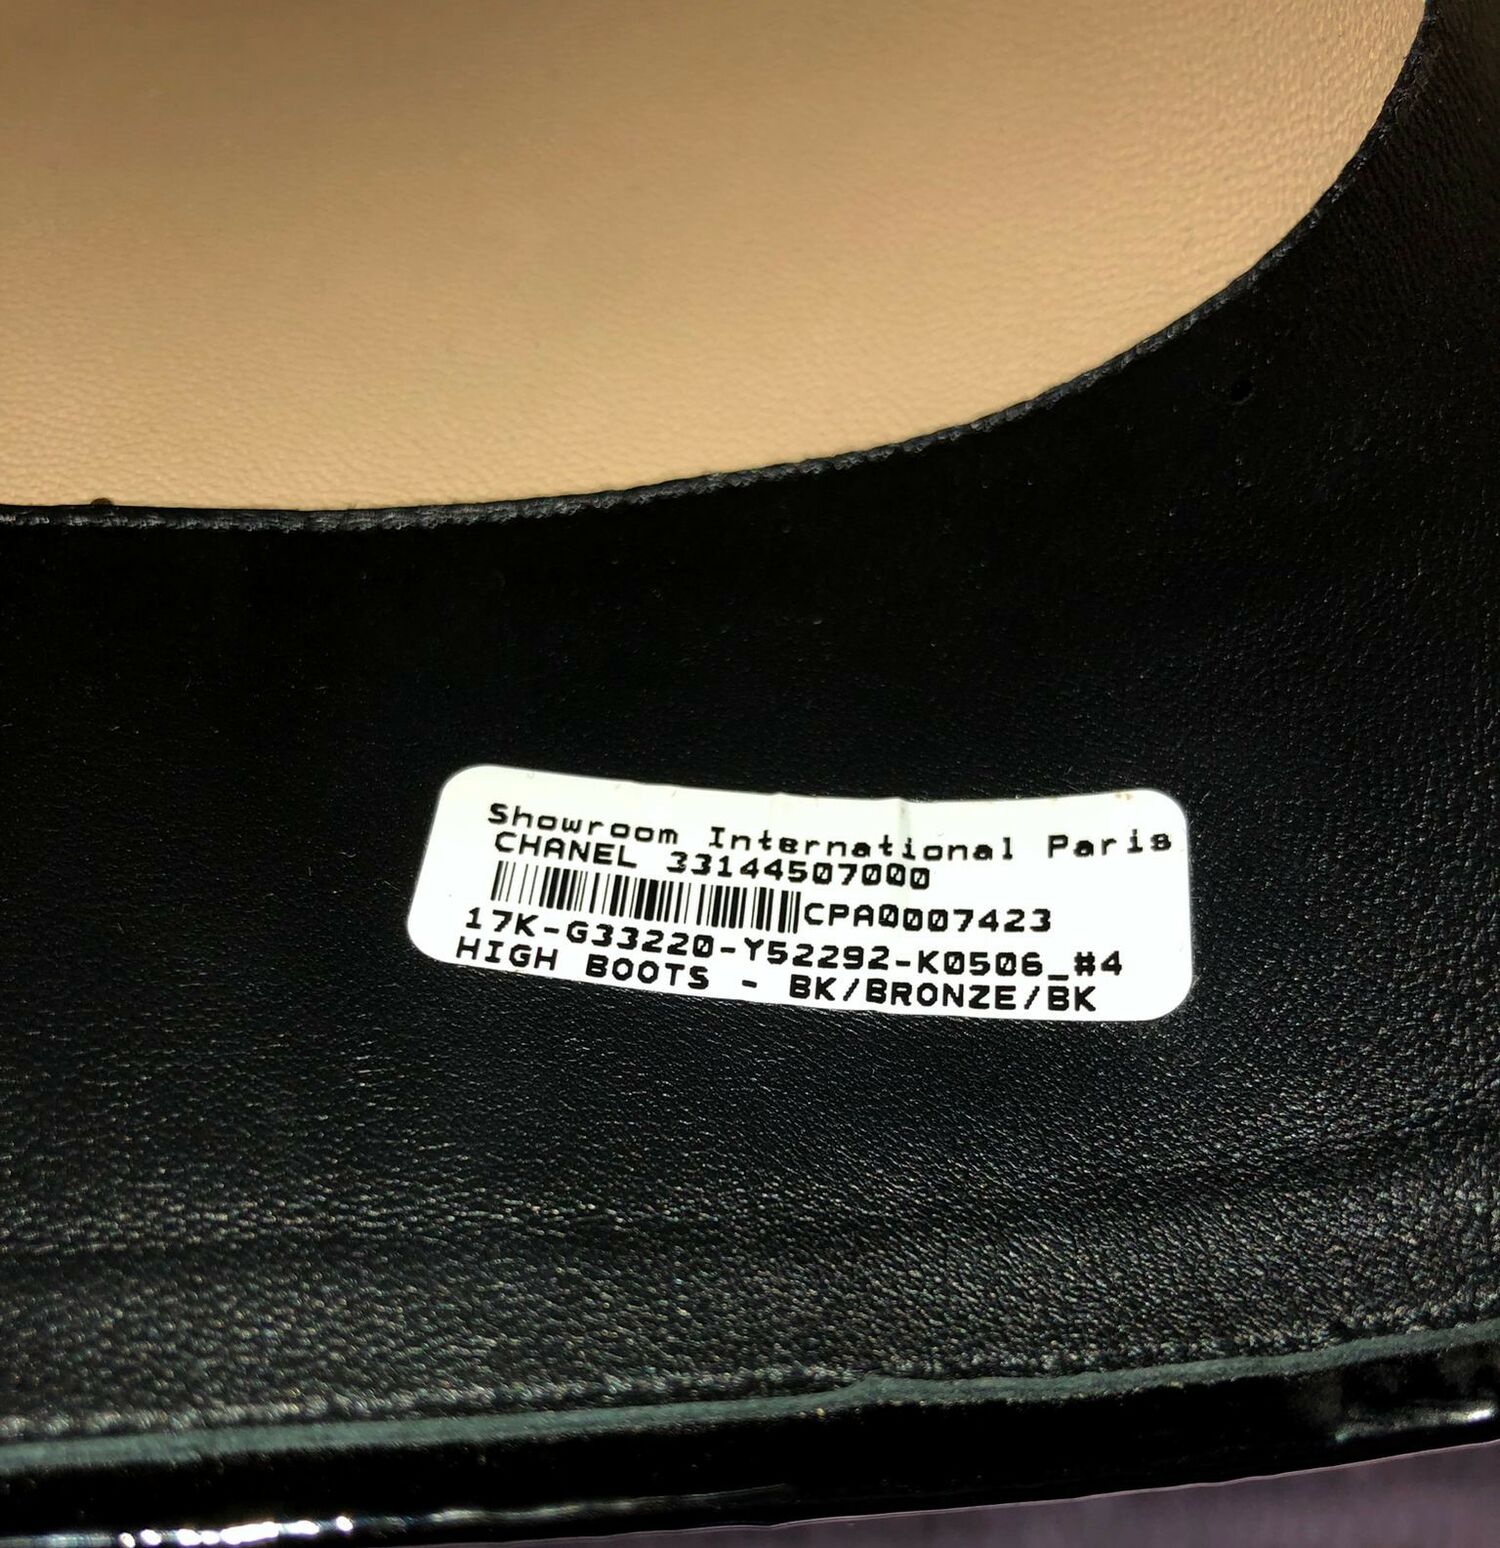 Showroom International Paris
CHANEL 33144507000
CPA0007423
17K-G33220-Y52292-K0506_#4
HIGH BOOTS - BK/BRONZE/BK